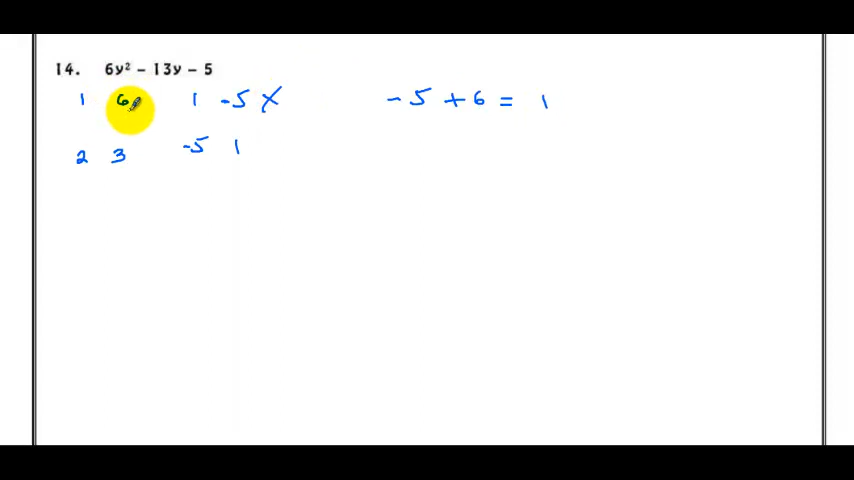 14. 6y² – 13y – 5
1 6 1 -5 X - 5 + 6 = 1
2 3 -5 1